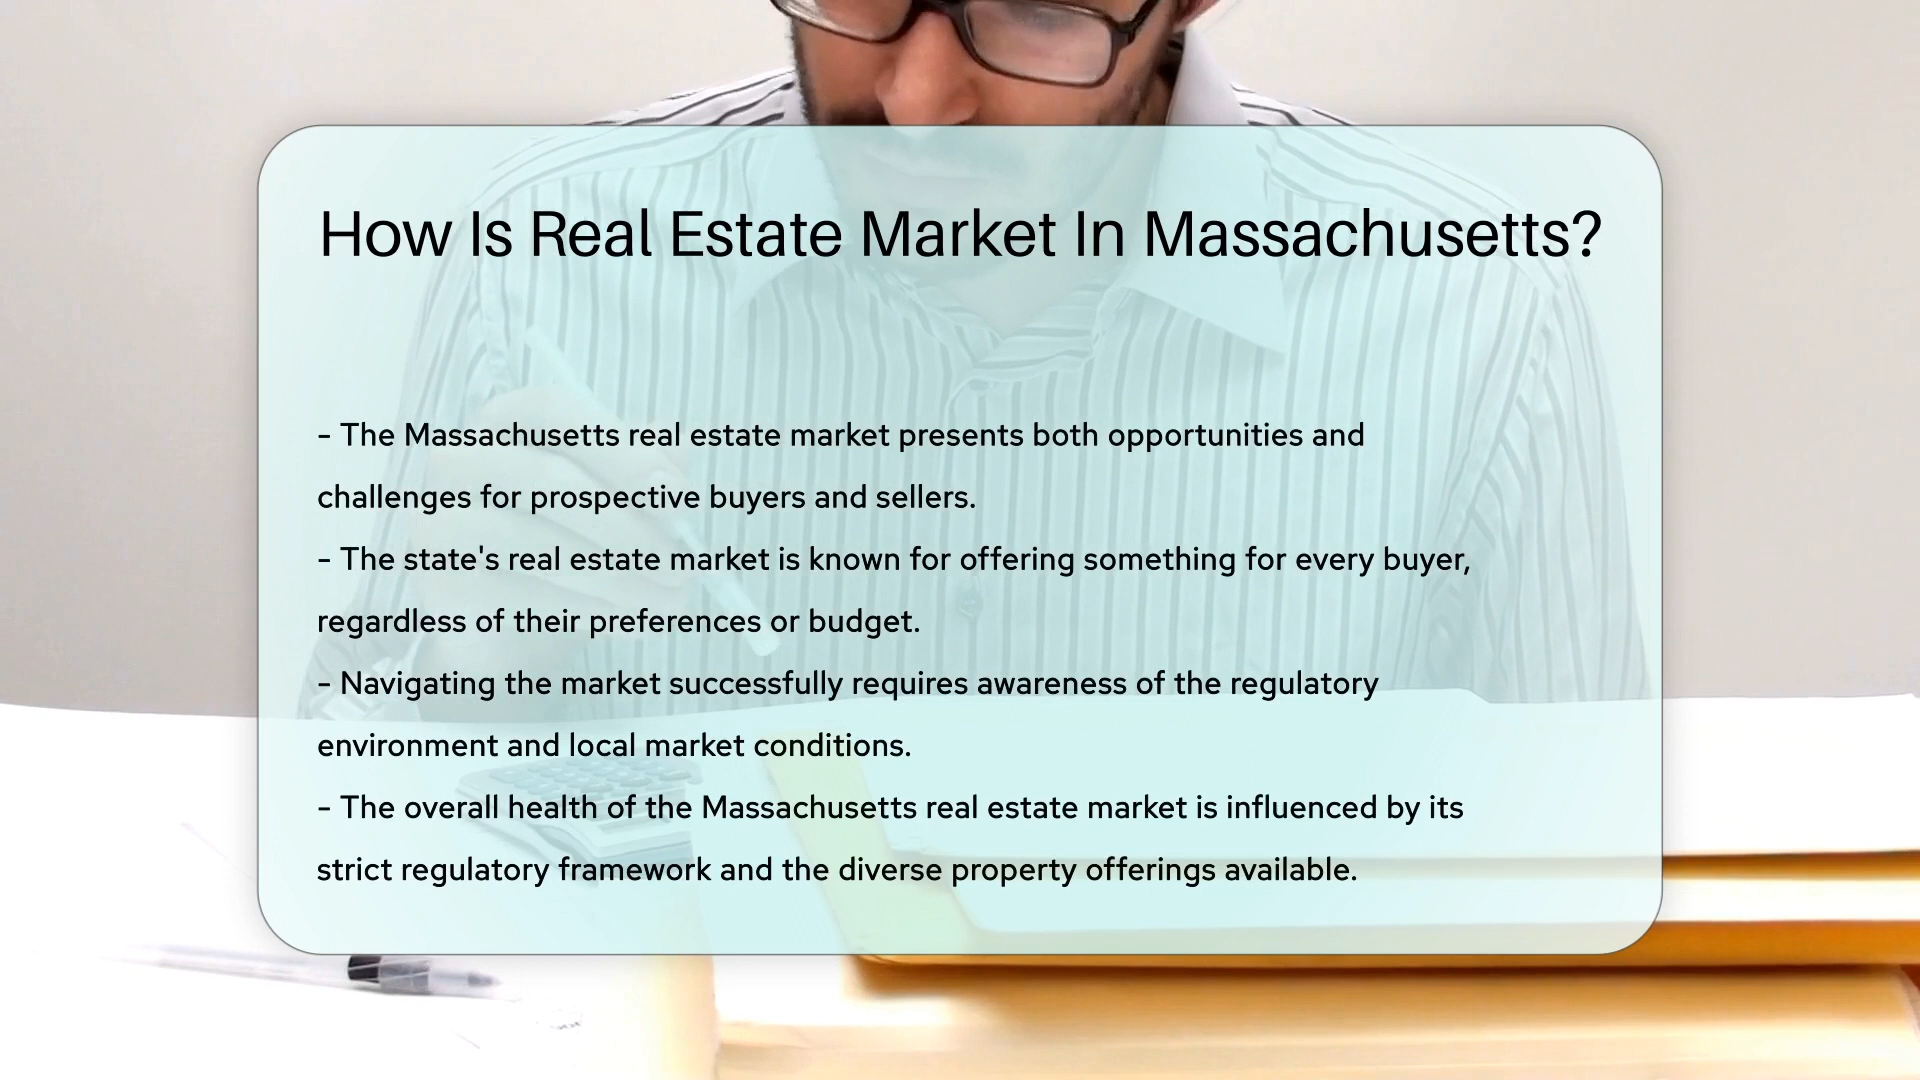 How Is Real Estate Market In Massachusetts?
- The Massachusetts real estate market presents both opportunities and
challenges for prospective buyers and sellers.
- The state's real estate market is known for offering something for every buyer,
regardless of their preferences or budget.
- Navigating the market successfully requires awareness of the regulatory
environment and local market conditions.
- The overall health of the Massachusetts real estate market is influenced by its
strict regulatory framework and the diverse property offerings available.